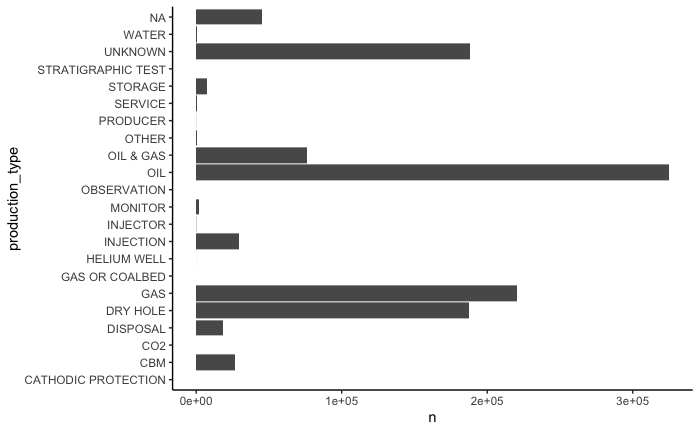 production_type
NA
WATER
UNKNOWN
STRATIGRAPHIC TEST
STORAGE
SERVICE
PRODUCER
OTHER
OIL & GAS
OIL
OBSERVATION
MONITOR
INJECTOR
INJECTION
HELIUM WELL
GAS OR COALBED
GAS
DRY HOLE
DISPOSAL
CO2
CBM
CATHODIC PROTECTION
0e+00 1e+05 2e+05 3e+05
n